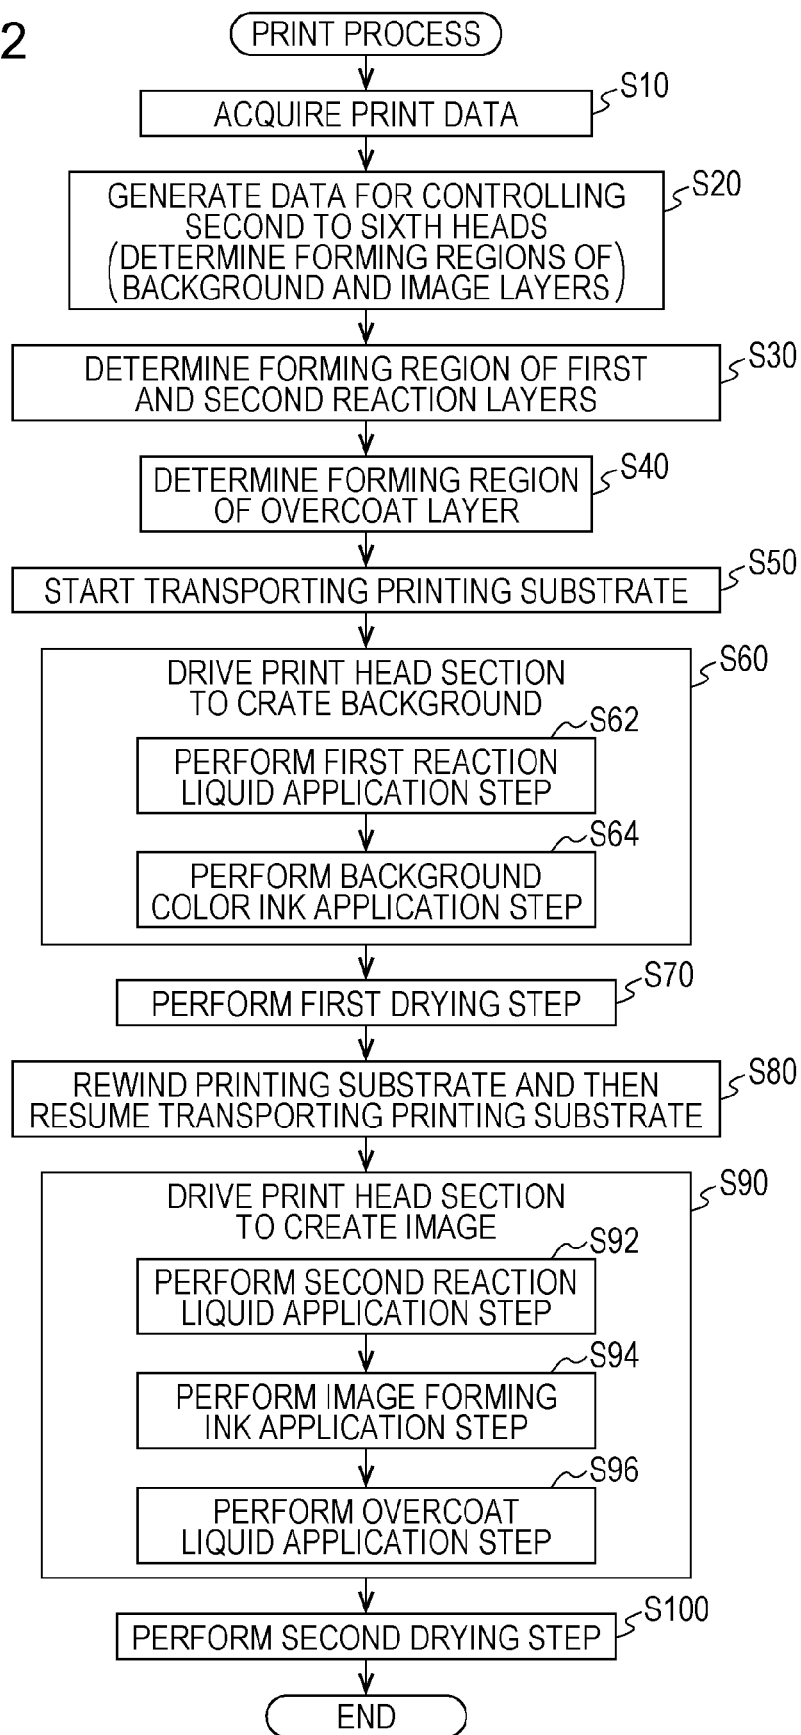 2
PRINT PROCESS
S10
ACQUIRE PRINT DATA
S20
GENERATE DATA FOR CONTROLLING
SECOND TO SIXTH HEADS
(DETERMINE FORMING REGIONS OF
BACKGROUND AND IMAGE LAYERS)
S30
DETERMINE FORMING REGION OF FIRST
AND SECOND REACTION LAYERS
S40
DETERMINE FORMING REGION
OF OVERCOAT LAYER
S50
START TRANSPORTING PRINTING SUBSTRATE
S60
DRIVE PRINT HEAD SECTION
TO CRATE BACKGROUND
S62
PERFORM FIRST REACTION
LIQUID APPLICATION STEP
S64
PERFORM BACKGROUND
COLOR INK APPLICATION STEP
S70
PERFORM FIRST DRYING STEP
S80
REWIND PRINTING SUBSTRATE AND THEN
RESUME TRANSPORTING PRINTING SUBSTRATE
S90
DRIVE PRINT HEAD SECTION
TO CREATE IMAGE
S92
PERFORM SECOND REACTION
LIQUID APPLICATION STEP
S94
PERFORM IMAGE FORMING
INK APPLICATION STEP
S96
PERFORM OVERCOAT
LIQUID APPLICATION STEP
S100
PERFORM SECOND DRYING STEP
END